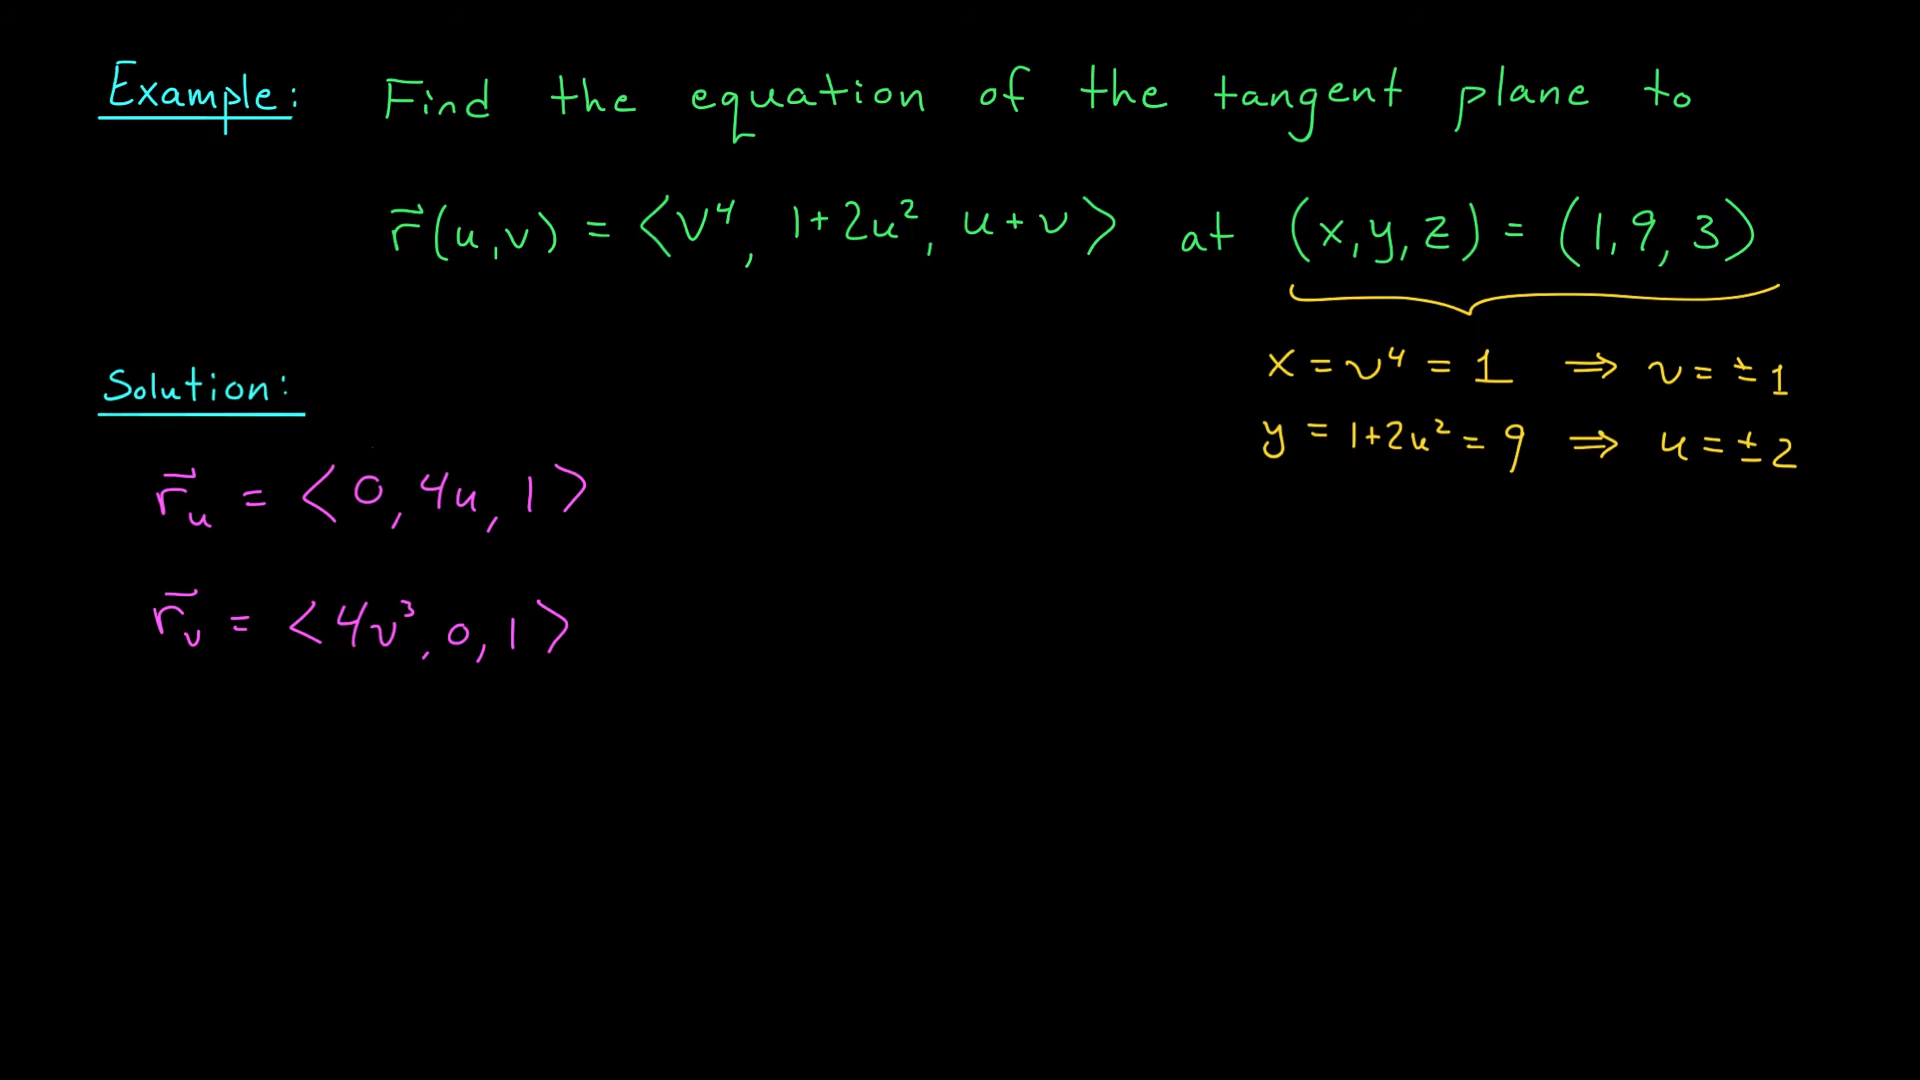 Example: Find the equation of the tangent plane to
r⃗(u,v) = ⟨v⁴, 1+2u², u+v⟩ at (x,y,z) = (1,9,3)
x = v⁴ = 1 ⇒ v = ±1
Solution:
y = 1+2u² = 9 ⇒ u = ±2
r⃗ᵤ = ⟨0, 4u, 1⟩
r⃗ᵥ = ⟨4v³, 0, 1⟩